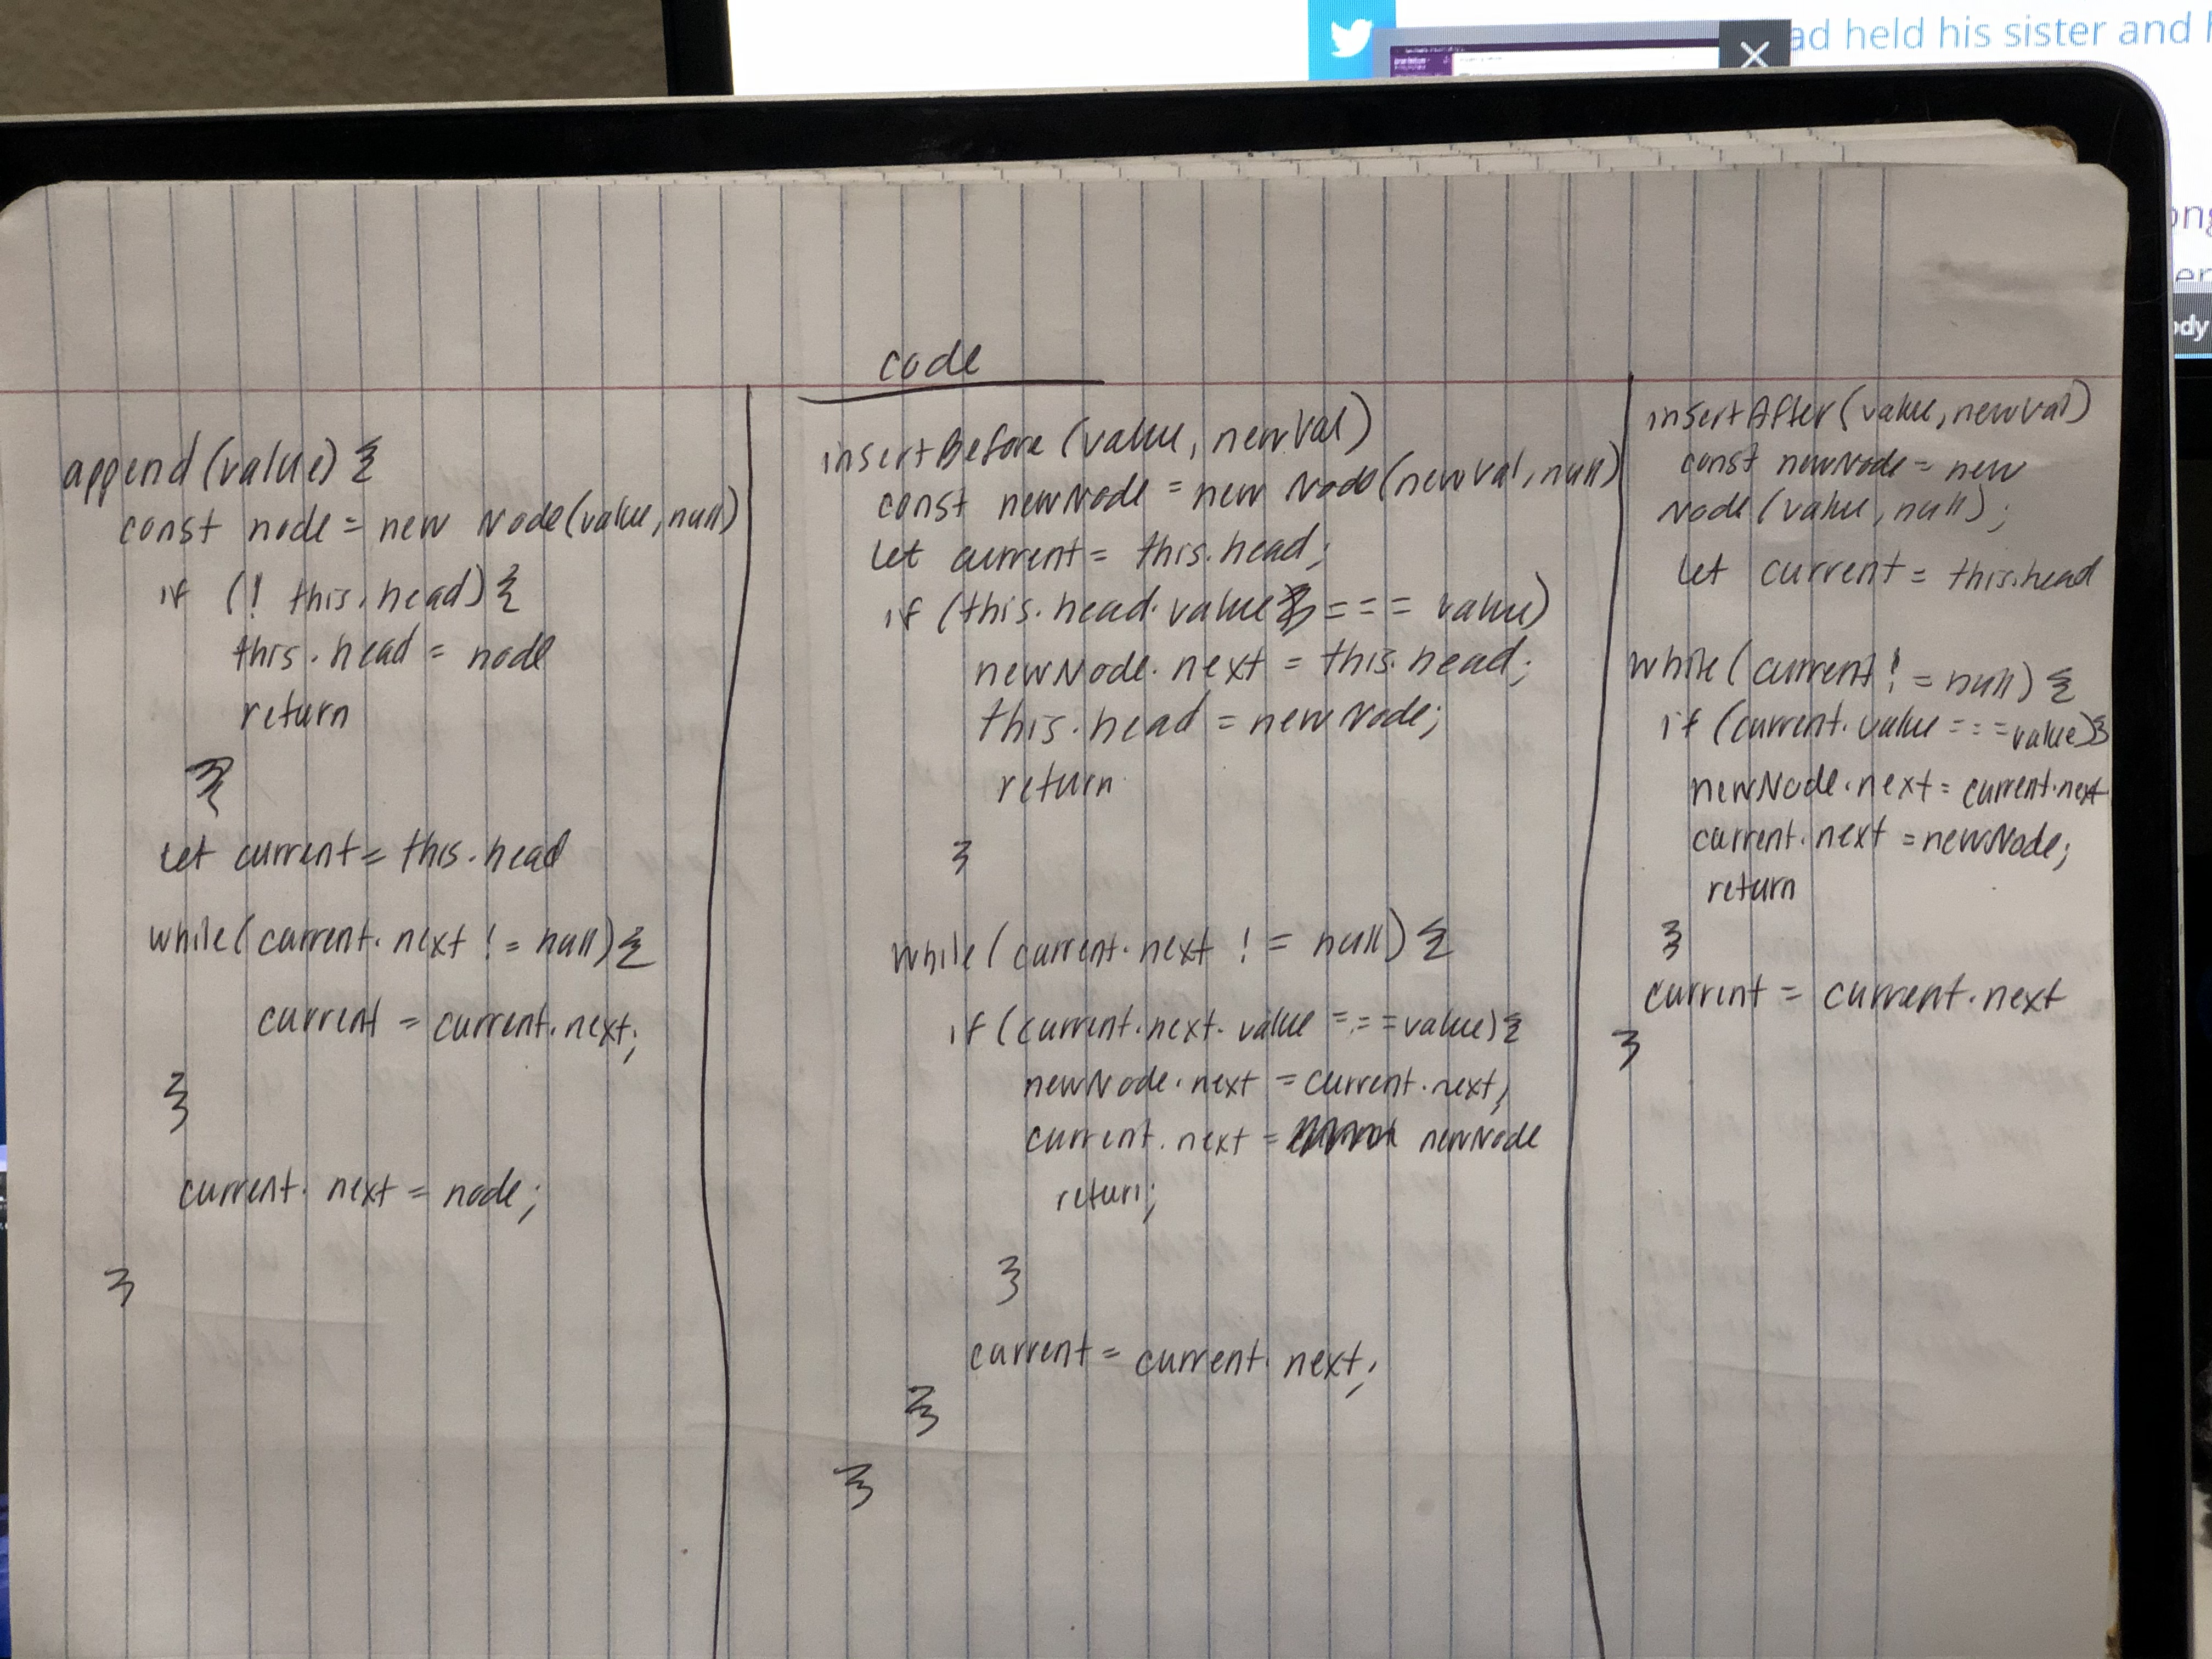 ad held his sister and h
code
append(value) {
const node = new Node(value, null)
if (! this.head) {
this.head = node
return
}
let current = this.head
while(current.next != null) {
current = current.next;
}
current.next = node;
}
insertBefore (value, newVal)
const newNode = new Node(newVal, null)
Let current = this.head;
if (this.head.value === value)
newNode.next = this.head;
this.head = newNode;
return
}
while (current.next != null) {
if (current.next.value === value) {
newNode.next = current.next;
current.next = newNode
return;
}
current = current.next;
}
}
insertAfter(value, newVal)
const newNode = new
Node (value, null);
Let current = this.head
while (current != null) {
if (current.value === value) }
newNode.next = current.next
current.next = newNode;
return
}
current = current.next
}